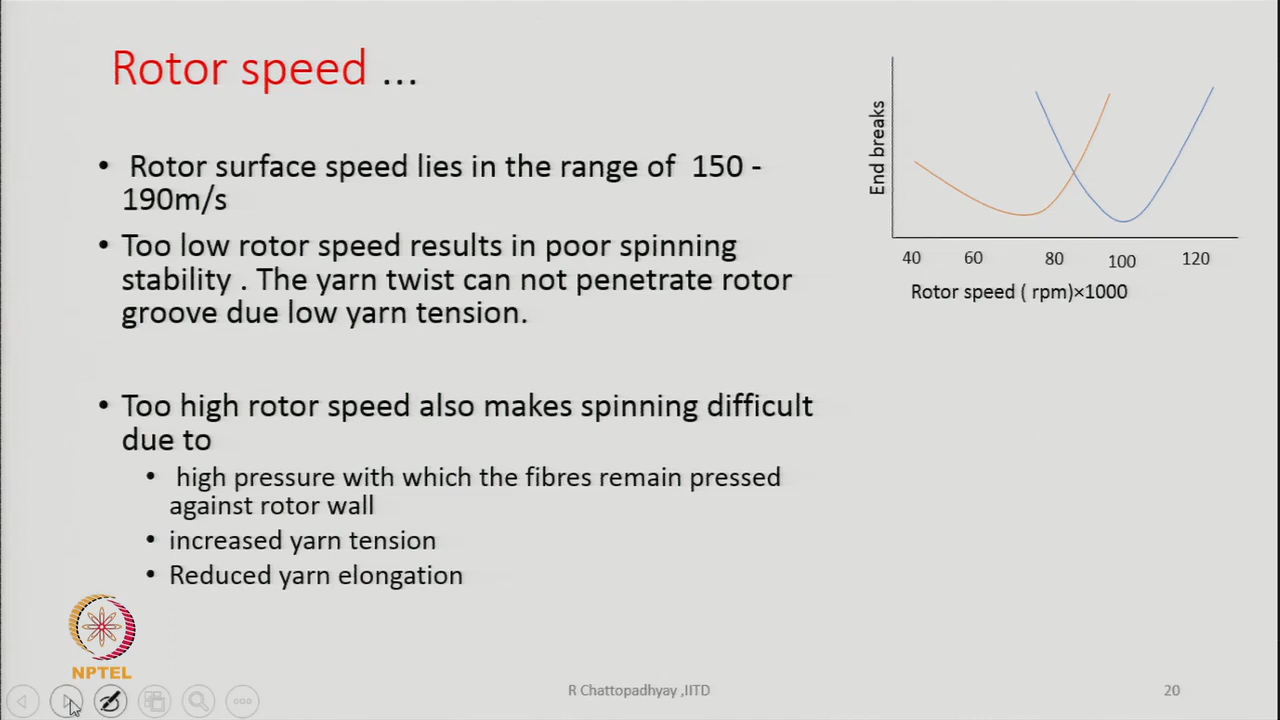 Rotor speed ...
• Rotor surface speed lies in the range of 150 -
190m/s
• Too low rotor speed results in poor spinning
stability . The yarn twist can not penetrate rotor
groove due low yarn tension.
• Too high rotor speed also makes spinning difficult
due to
• high pressure with which the fibres remain pressed
against rotor wall
• increased yarn tension
• Reduced yarn elongation
End breaks
40 60 80 100 120
Rotor speed ( rpm)×1000
NPTEL
R Chattopadhyay ,IITD
20